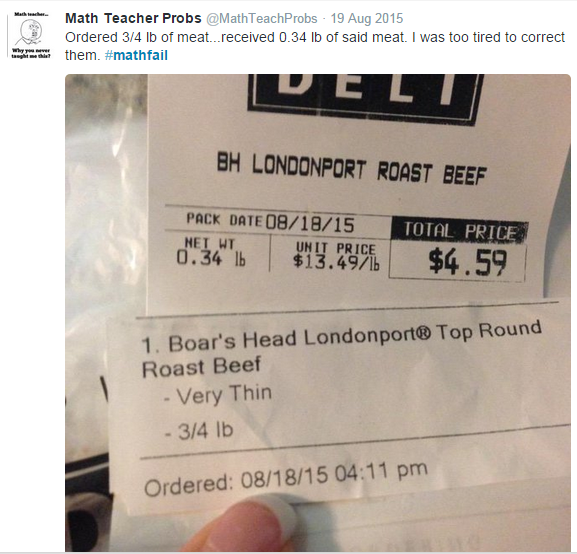 Math teacher...
Why you never
taught me this?
Math Teacher Probs @MathTeachProbs · 19 Aug 2015
Ordered 3/4 lb of meat...received 0.34 lb of said meat. I was too tired to correct
them. #mathfail
DELI
BH LONDONPORT ROAST BEEF
PACK DATE 08/18/15
TOTAL PRICE
NET WT
0.34 lb
UNIT PRICE
$13.49/lb
$4.59
1. Boar's Head Londonport® Top Round
Roast Beef
- Very Thin
- 3/4 lb
Ordered: 08/18/15 04:11 pm